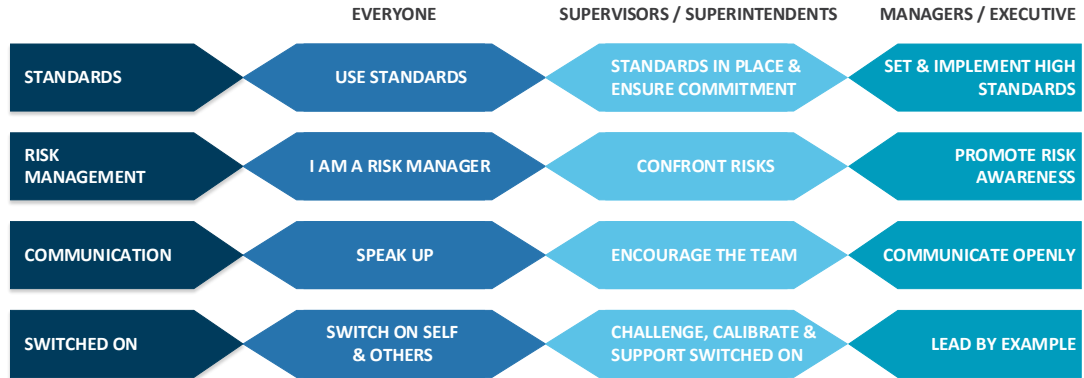 EVERYONE
SUPERVISORS / SUPERINTENDENTS
MANAGERS / EXECUTIVE
STANDARDS
USE STANDARDS
STANDARDS IN PLACE &
ENSURE COMMITMENT
SET & IMPLEMENT HIGH
STANDARDS
RISK
MANAGEMENT
I AM A RISK MANAGER
CONFRONT RISKS
PROMOTE RISK
AWARENESS
COMMUNICATION
SPEAK UP
ENCOURAGE THE TEAM
COMMUNICATE OPENLY
SWITCHED ON
SWITCH ON SELF
& OTHERS
CHALLENGE, CALIBRATE &
SUPPORT SWITCHED ON
LEAD BY EXAMPLE